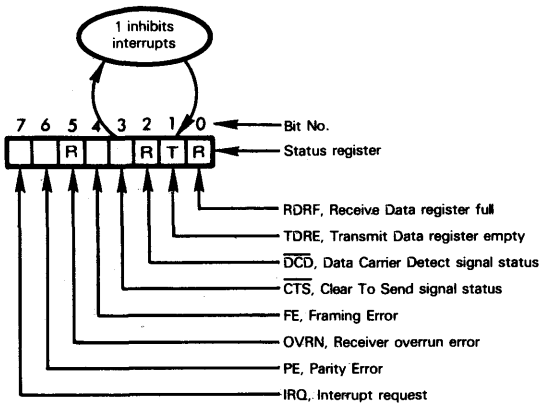 1 inhibits
interrupts
7 6 5 4 3 2 1 0
Bit No.
R R T R
Status register
RDRF, Receive Data register full
TDRE, Transmit Data register empty
D̅C̅D̅, Data Carrier Detect signal status
C̅T̅S̅, Clear To Send signal status
FE, Framing Error
OVRN, Receiver overrun error
PE, Parity Error
IRQ, Interrupt request